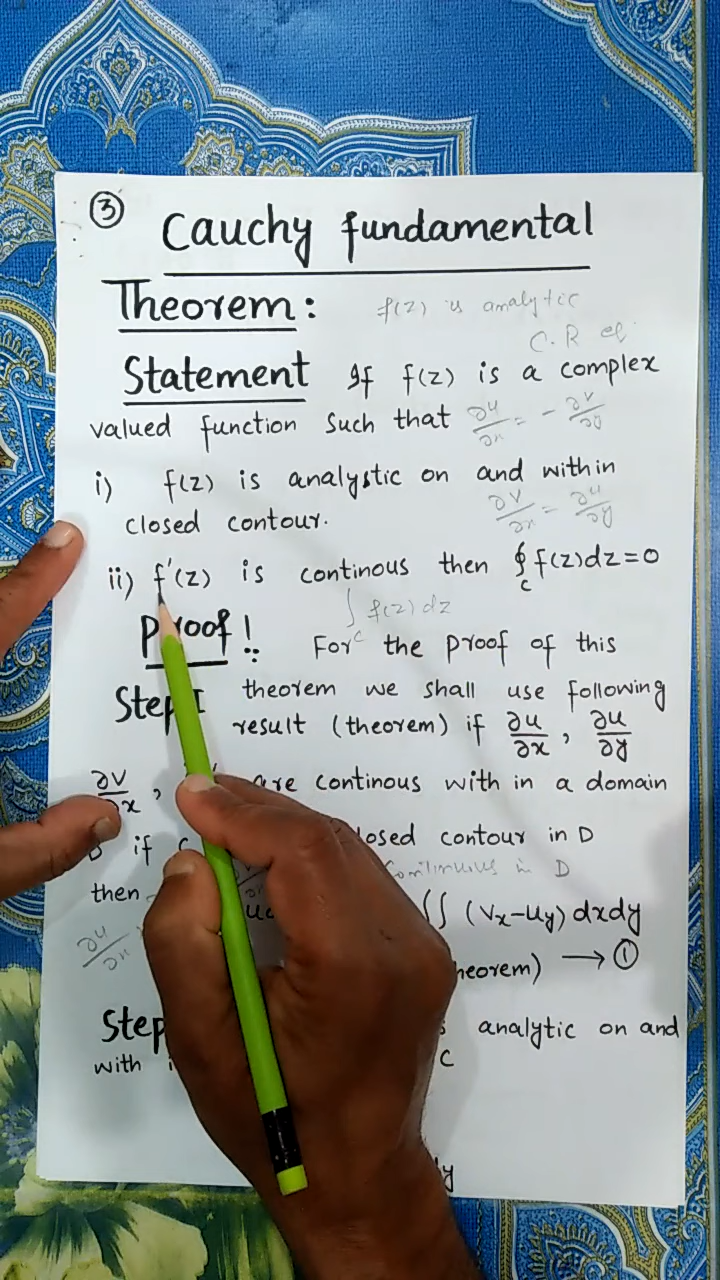 ③ Cauchy fundamental
Theorem: f(z) is analytic
C.R eq
Statement If f(z) is a complex
valued function such that ∂u/∂x = - ∂v/∂y
i) f(z) is analystic on and within
closed contour. ∂v/∂x = ∂u/∂y
ii) f'(z) is continous then ∮c f(z)dz=0
∫c f(z) dz
Proof! For the proof of this
Step I theorem we shall use following
result (theorem) if ∂u/∂x , ∂u/∂y
∂v/∂x , are continous with in a domain
D if C closed contour in D
Continuous in D
then ∬ (Vx-Uy) dxdy
∂u/∂x
heorem) → ①
Step analytic on and
with i C
y